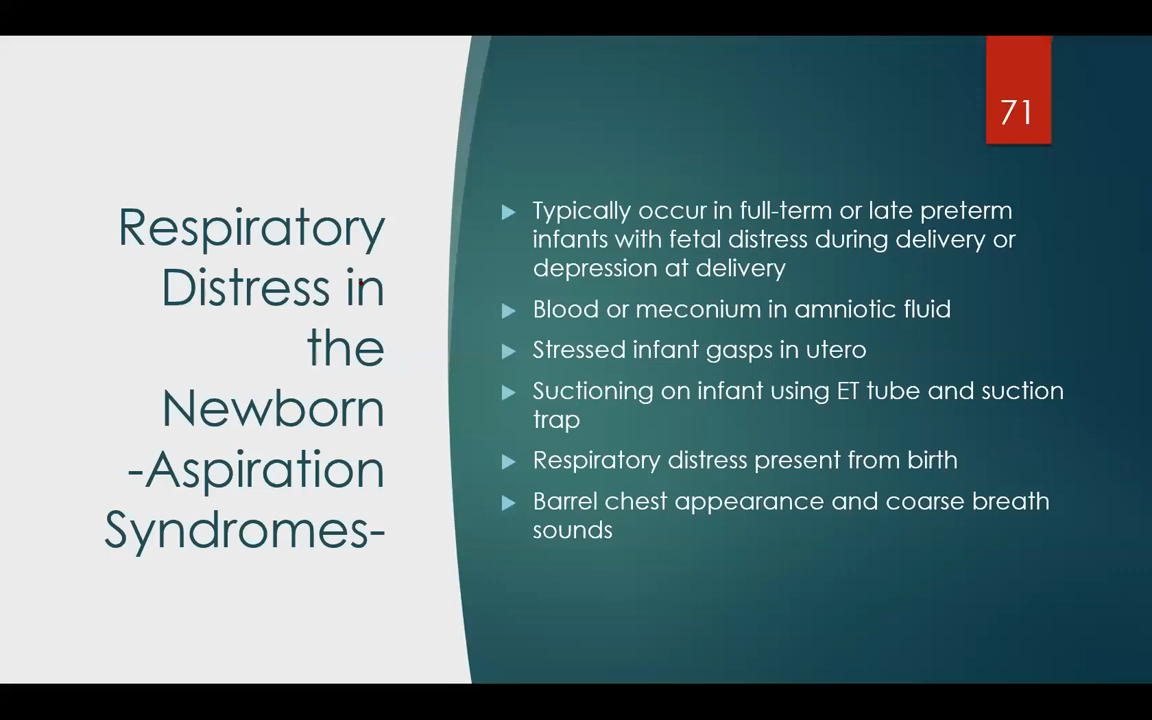 71
Respiratory
Distress in
the
Newborn
-Aspiration
Syndromes-
Typically occur in full-term or late preterm
infants with fetal distress during delivery or
depression at delivery
Blood or meconium in amniotic fluid
Stressed infant gasps in utero
Suctioning on infant using ET tube and suction
trap
Respiratory distress present from birth
Barrel chest appearance and coarse breath
sounds